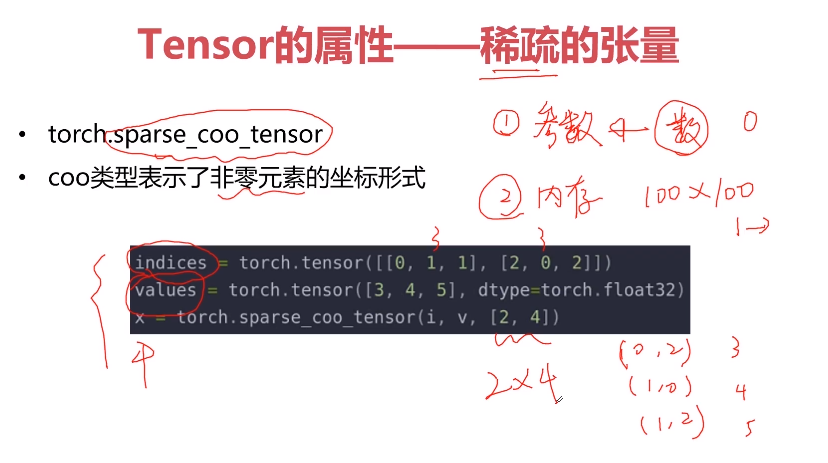 Tensor的属性——稀疏的张量
• torch.sparse_coo_tensor
• coo类型表示了非零元素的坐标形式
① 参数 ← 数 0
② 内存 100×100
1→
3 3
indices = torch.tensor([[0, 1, 1], [2, 0, 2]])
values = torch.tensor([3, 4, 5], dtype=torch.float32)
x = torch.sparse_coo_tensor(i, v, [2, 4])
2×4
(0,2) 3
(1,0) 4
(1,2) 5